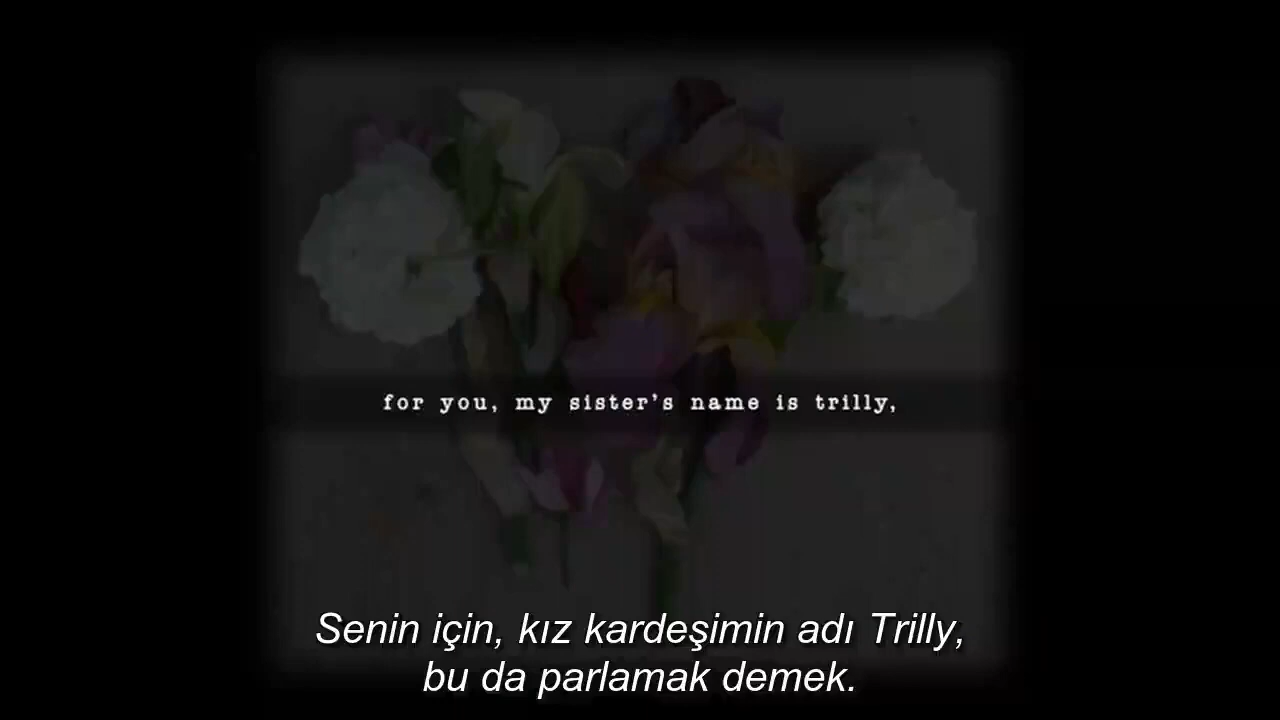 for you, my sister's name is trilly,
Senin için, kız kardeşimin adı Trilly,
bu da parlamak demek.